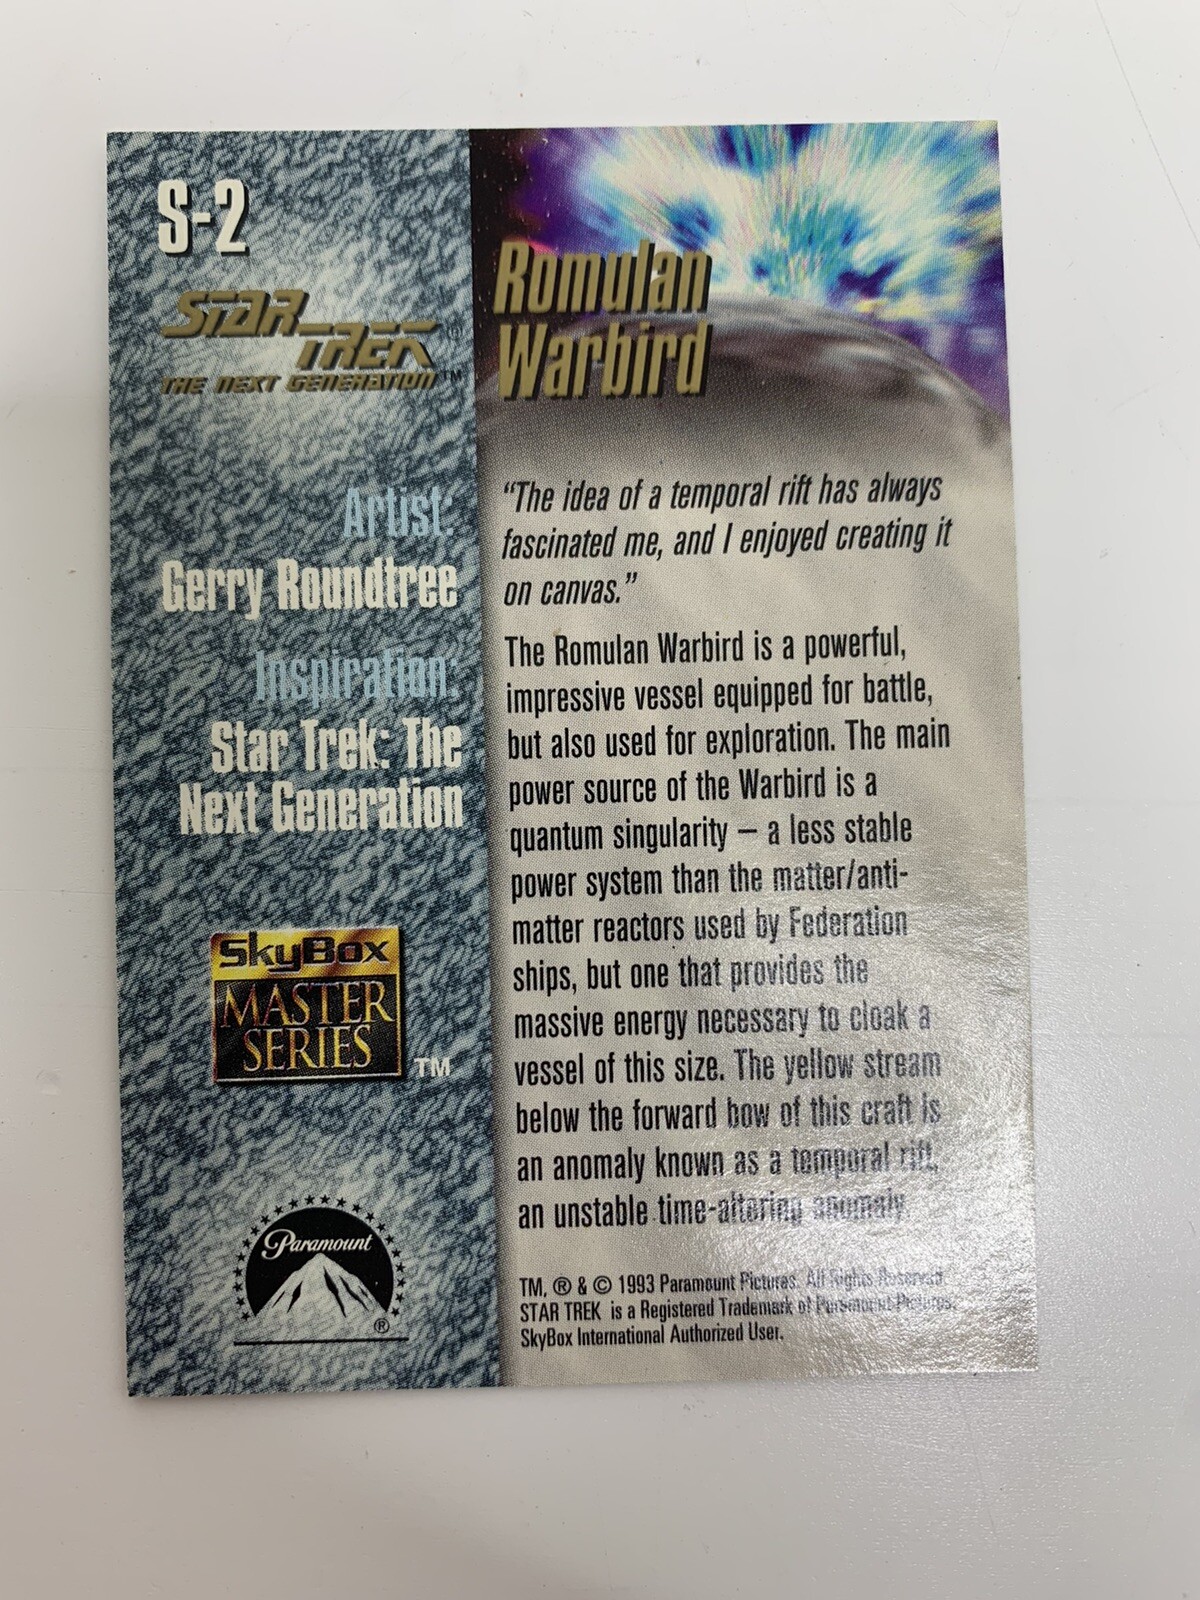 S-2
STAR
TREK®
THE NEXT GENERATION™
Artist:
Gerry Roundtree
Inspiration:
Star Trek: The
Next Generation
SkyBox
MASTER
SERIES
TM
Paramount
®
Romulan
Warbird
“The idea of a temporal rift has always
fascinated me, and I enjoyed creating it
on canvas.”
The Romulan Warbird is a powerful,
impressive vessel equipped for battle,
but also used for exploration. The main
power source of the Warbird is a
quantum singularity – a less stable
power system than the matter/anti-
matter reactors used by Federation
ships, but one that provides the
massive energy necessary to cloak a
vessel of this size. The yellow stream
below the forward bow of this craft is
an anomaly known as a temporal rift,
an unstable time-altering anomaly.
TM, ® & © 1993 Paramount Pictures. All Rights Reserved.
STAR TREK is a Registered Trademark of Paramount Pictures.
SkyBox International Authorized User.